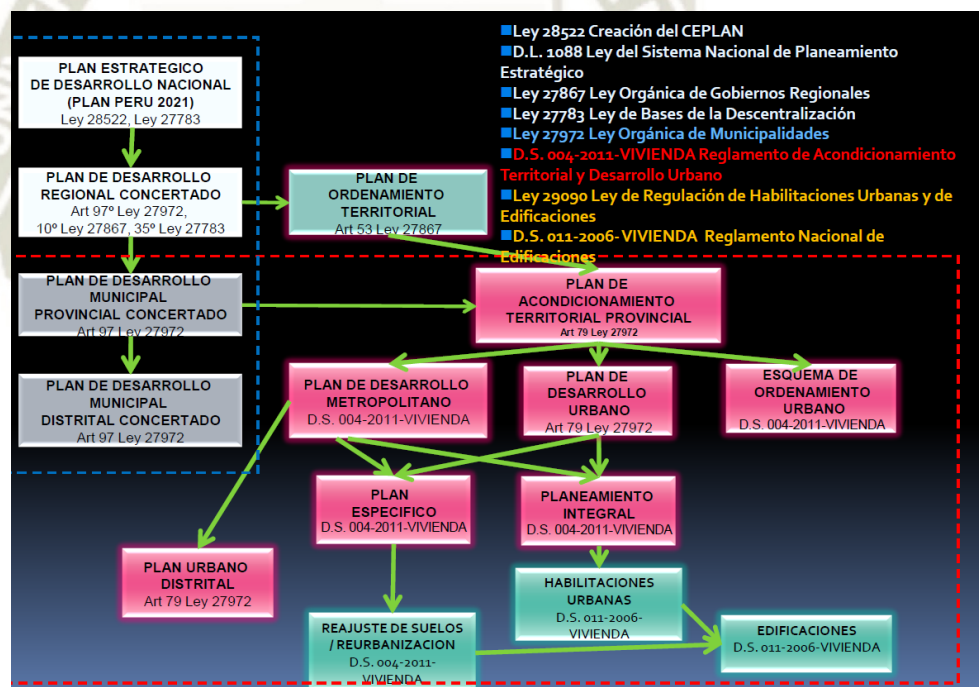 Ley 28522 Creación del CEPLAN
D.L. 1088 Ley del Sistema Nacional de Planeamiento
Estratégico
Ley 27867 Ley Orgánica de Gobiernos Regionales
Ley 27783 Ley de Bases de la Descentralización
Ley 27972 Ley Orgánica de Municipalidades
D.S. 004-2011-VIVIENDA Reglamento de Acondicionamiento
Territorial y Desarrollo Urbano
Ley 29090 Ley de Regulación de Habilitaciones Urbanas y de
Edificaciones
D.S. 011-2006- VIVIENDA Reglamento Nacional de
Edificaciones
PLAN ESTRATEGICO
DE DESARROLLO NACIONAL
(PLAN PERU 2021)
Ley 28522, Ley 27783
PLAN DE DESARROLLO
REGIONAL CONCERTADO
Art 97º Ley 27972,
10º Ley 27867, 35º Ley 27783
PLAN DE
ORDENAMIENTO
TERRITORIAL
Art 53 Ley 27867
PLAN DE DESARROLLO
MUNICIPAL
PROVINCIAL CONCERTADO
Art 97 Ley 27972
PLAN DE
ACONDICIONAMIENTO
TERRITORIAL PROVINCIAL
Art 79 Ley 27972
PLAN DE DESARROLLO
MUNICIPAL
DISTRITAL CONCERTADO
Art 97 Ley 27972
PLAN DE DESARROLLO
METROPOLITANO
D.S. 004-2011-VIVIENDA
PLAN DE
DESARROLLO
URBANO
Art 79 Ley 27972
ESQUEMA DE
ORDENAMIENTO
URBANO
D.S. 004-2011-VIVIENDA
PLAN
ESPECIFICO
D.S. 004-2011-VIVIENDA
PLANEAMIENTO
INTEGRAL
D.S. 004-2011-VIVIENDA
PLAN URBANO
DISTRITAL
Art 79 Ley 27972
HABILITACIONES
URBANAS
D.S. 011-2006-
VIVIENDA
REAJUSTE DE SUELOS
/ REURBANIZACION
D.S. 004-2011-
VIVIENDA
EDIFICACIONES
D.S. 011-2006-VIVIENDA